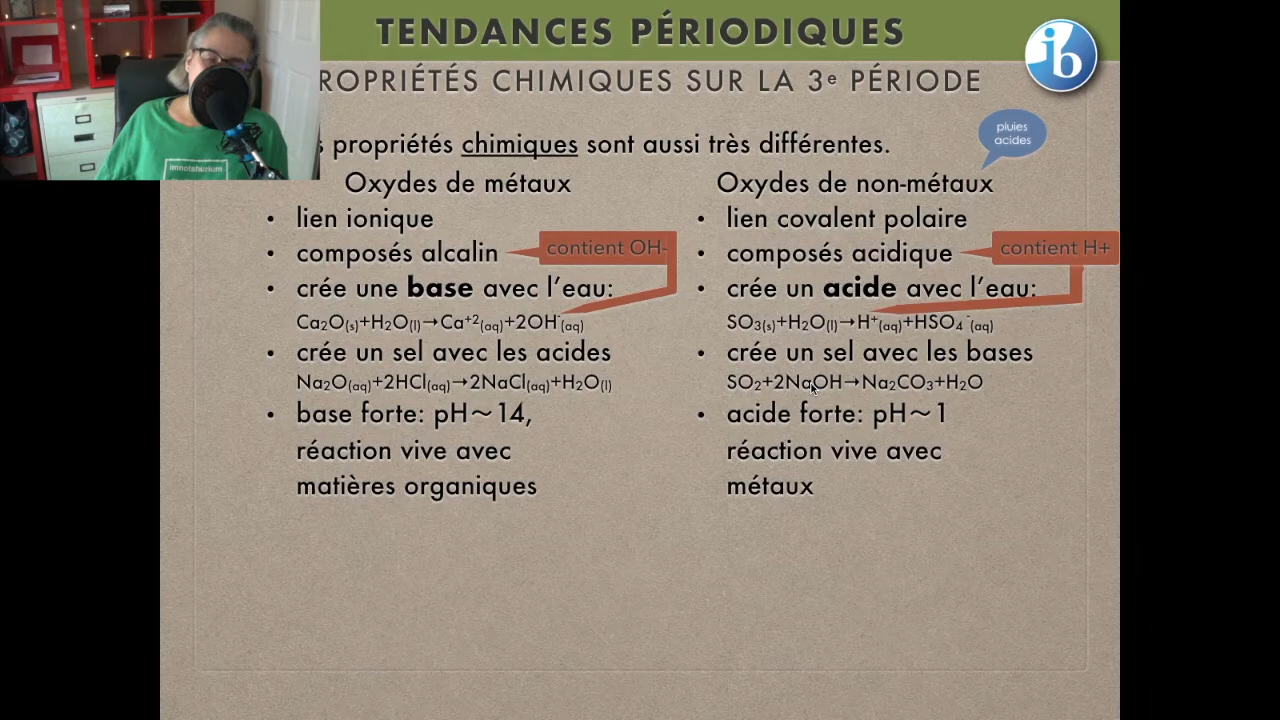 TENDANCES PÉRIODIQUES
ib
ROPRIÉTÉS CHIMIQUES SUR LA 3e PÉRIODE
pluies
acides
s propriétés chimiques sont aussi très différentes.
immotshurium
Oxydes de métaux
• lien ionique
• composés alcalin
contient OH-
• crée une base avec l'eau:
Ca₂O(s)+H₂O(l)→Ca⁺²(aq)+2OH⁻(aq)
• crée un sel avec les acides
Na₂O(aq)+2HCl(aq)→2NaCl(aq)+H₂O(l)
• base forte: pH~14,
réaction vive avec
matières organiques
Oxydes de non-métaux
• lien covalent polaire
• composés acidique
contient H+
• crée un acide avec l'eau:
SO₃(s)+H₂O(l)→H⁺(aq)+HSO₄⁻(aq)
• crée un sel avec les bases
SO₂+2NaOH→Na₂CO₃+H₂O
• acide forte: pH~1
réaction vive avec
métaux